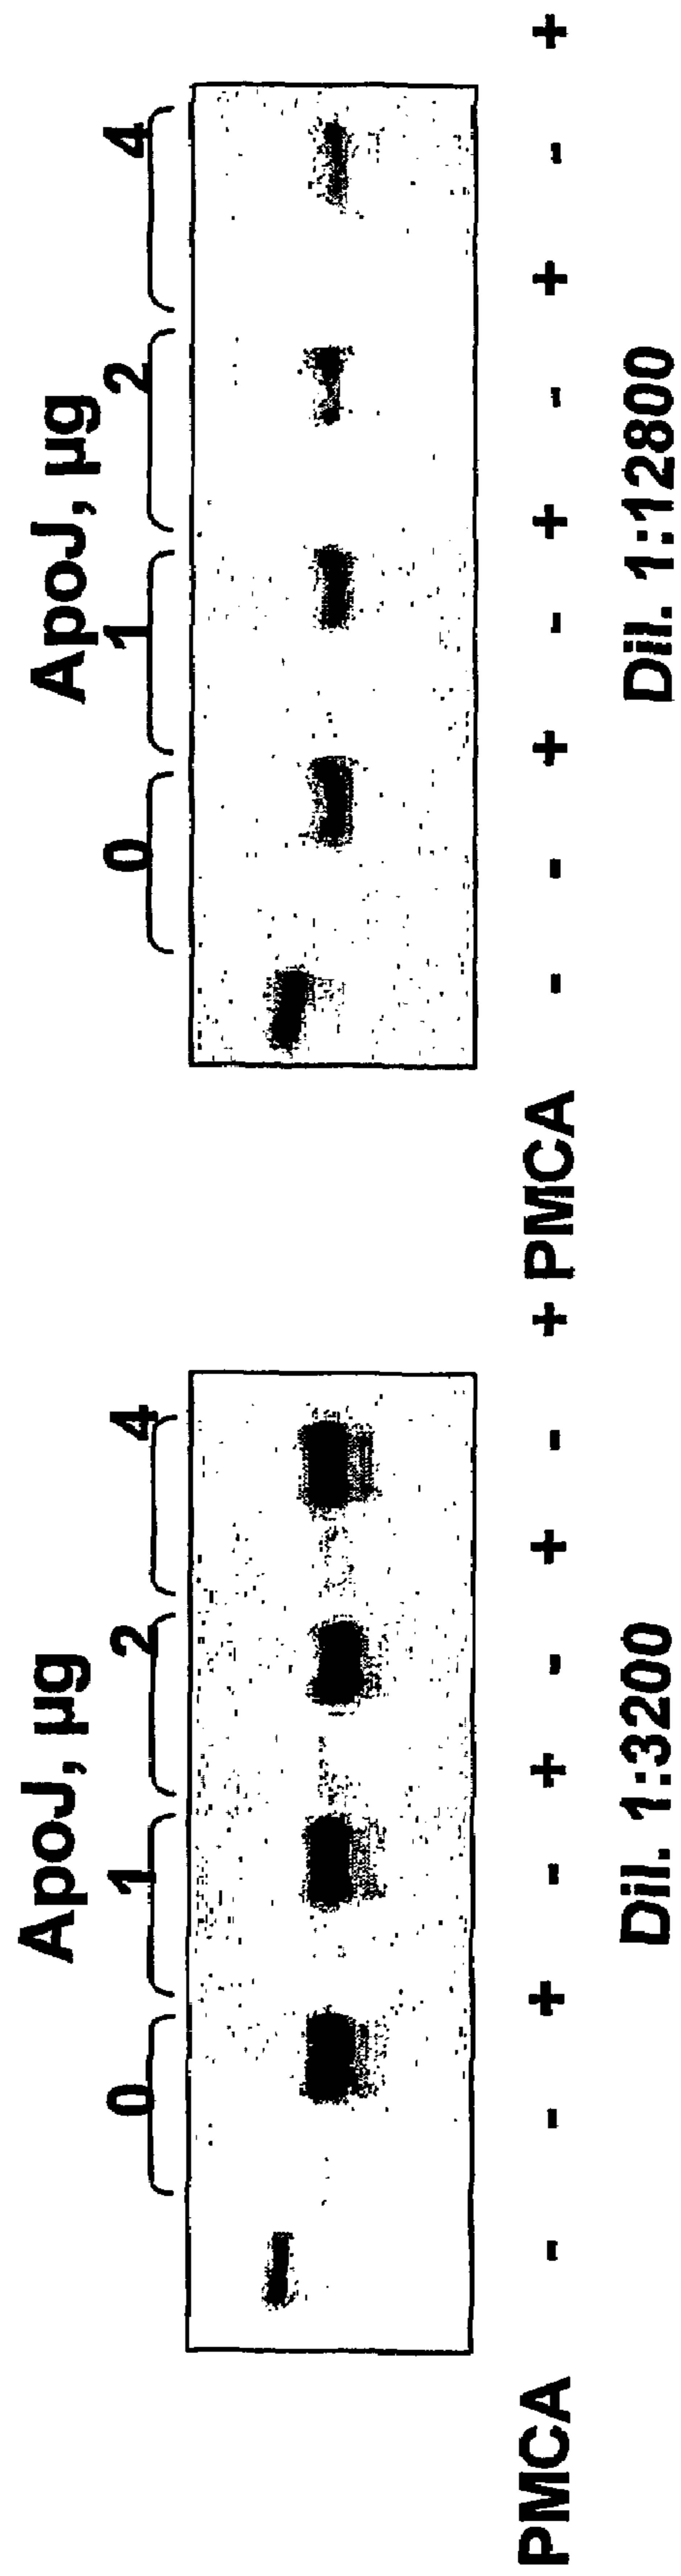 ApoJ, µg
0 1 2 4
PMCA - - + - + - + - +
Dil. 1:3200
ApoJ, µg
0 1 2 4
PMCA - - + - + - + - +
Dil. 1:12800